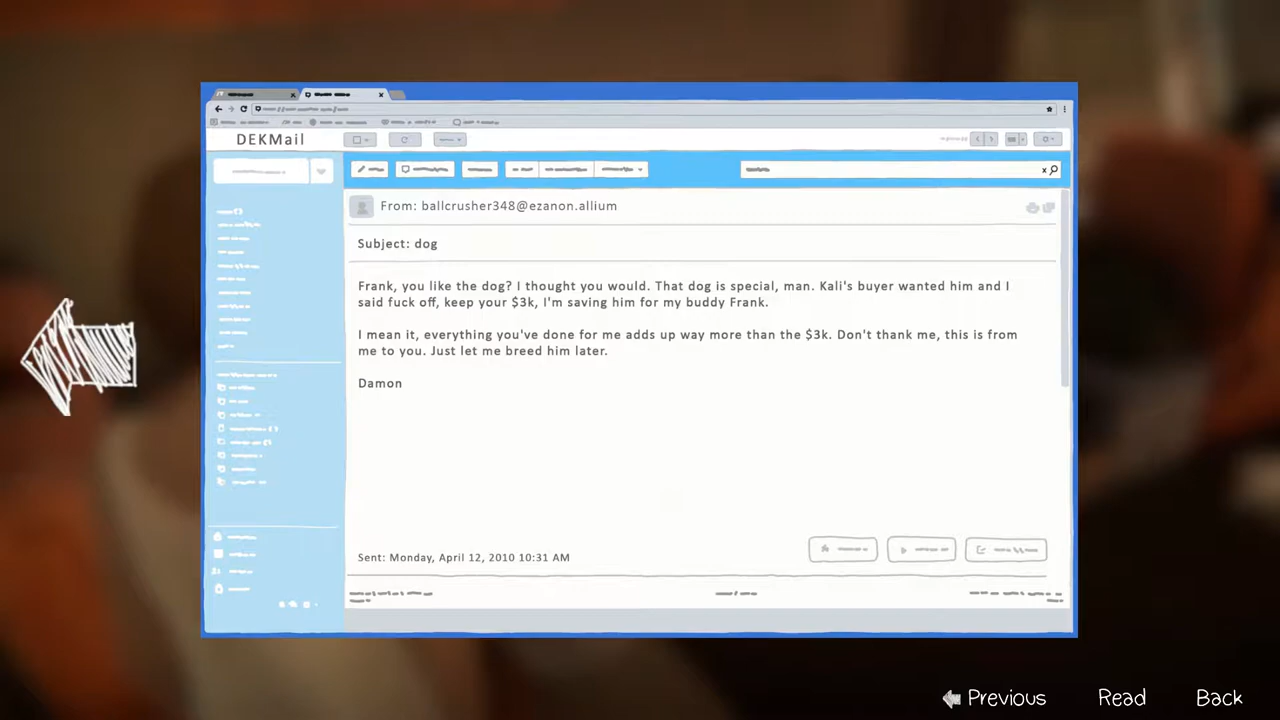 DEKMail
From: ballcrusher348@ezanon.allium
Subject: dog
Frank, you like the dog? I thought you would. That dog is special, man. Kali's buyer wanted him and I
said fuck off, keep your $3k, I'm saving him for my buddy Frank.
I mean it, everything you've done for me adds up way more than the $3k. Don't thank me, this is from
me to you. Just let me breed him later.
Damon
Sent: Monday, April 12, 2010 10:31 AM
Previous Read Back